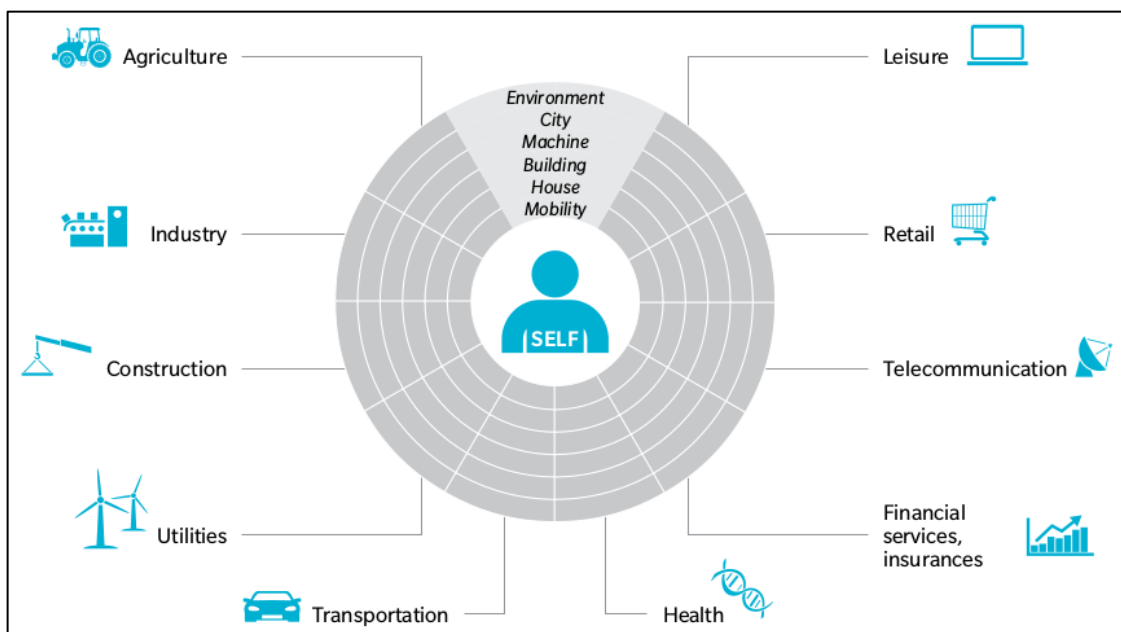 Agriculture
Leisure
Environment
City
Machine
Building
House
Mobility
Industry
Retail
SELF
Construction
Telecommunication
Utilities
Financial
services,
insurances
Transportation
Health